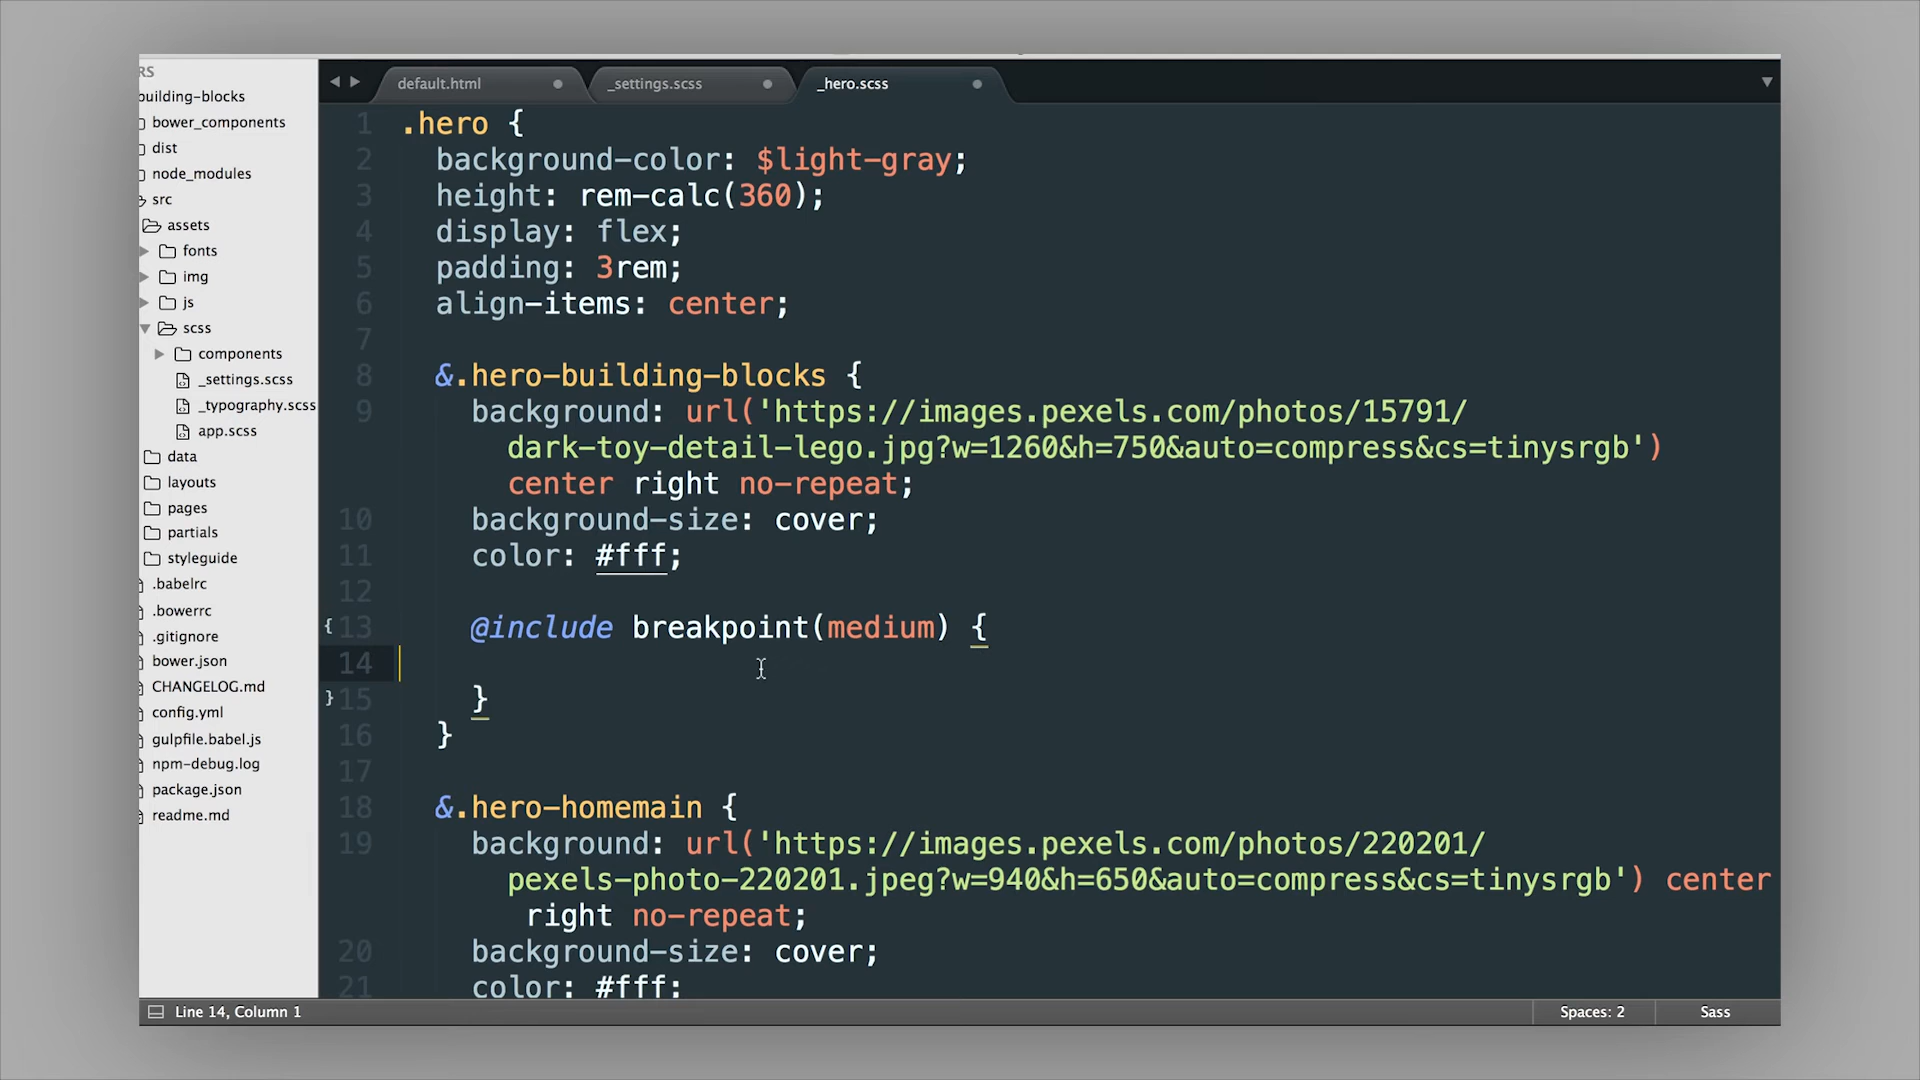 RS
building-blocks
bower_components
dist
node_modules
src
assets
fonts
img
js
scss
components
_settings.scss
_typography.scss
app.scss
data
layouts
pages
partials
styleguide
.babelrc
.bowerrc
.gitignore
bower.json
CHANGELOG.md
config.yml
gulpfile.babel.js
npm-debug.log
package.json
readme.md
default.html
_settings.scss
_hero.scss
1 .hero {
2 background-color: $light-gray;
3 height: rem-calc(360);
4 display: flex;
5 padding: 3rem;
6 align-items: center;
7
8 &.hero-building-blocks {
9 background: url('https://images.pexels.com/photos/15791/
dark-toy-detail-lego.jpg?w=1260&h=750&auto=compress&cs=tinysrgb')
center right no-repeat;
10 background-size: cover;
11 color: #fff;
12
{ 13 @include breakpoint(medium) {
14
} 15 }
16 }
17
18 &.hero-homemain {
19 background: url('https://images.pexels.com/photos/220201/
pexels-photo-220201.jpeg?w=940&h=650&auto=compress&cs=tinysrgb') center
right no-repeat;
20 background-size: cover;
21 color: #fff;
Line 14, Column 1
Spaces: 2
Sass